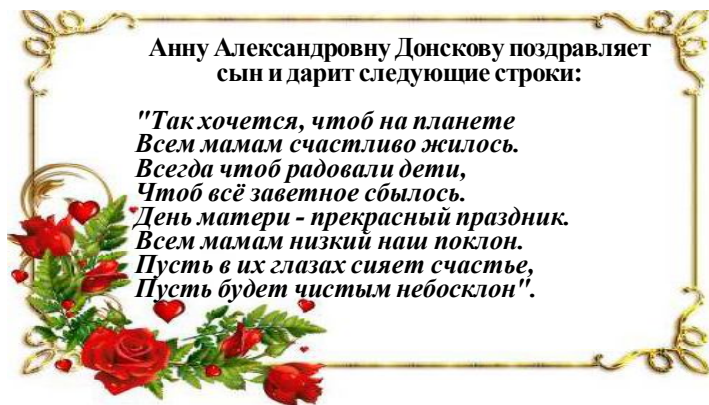 Анну Александровну Донскову поздравляет
сын и дарит следующие строки:
"Так хочется, чтоб на планете
Всем мамам счастливо жилось.
Всегда чтоб радовали дети,
Чтоб всё заветное сбылось.
День матери - прекрасный праздник.
Всем мамам низкий наш поклон.
Пусть в их глазах сияет счастье,
Пусть будет чистым небосклон".